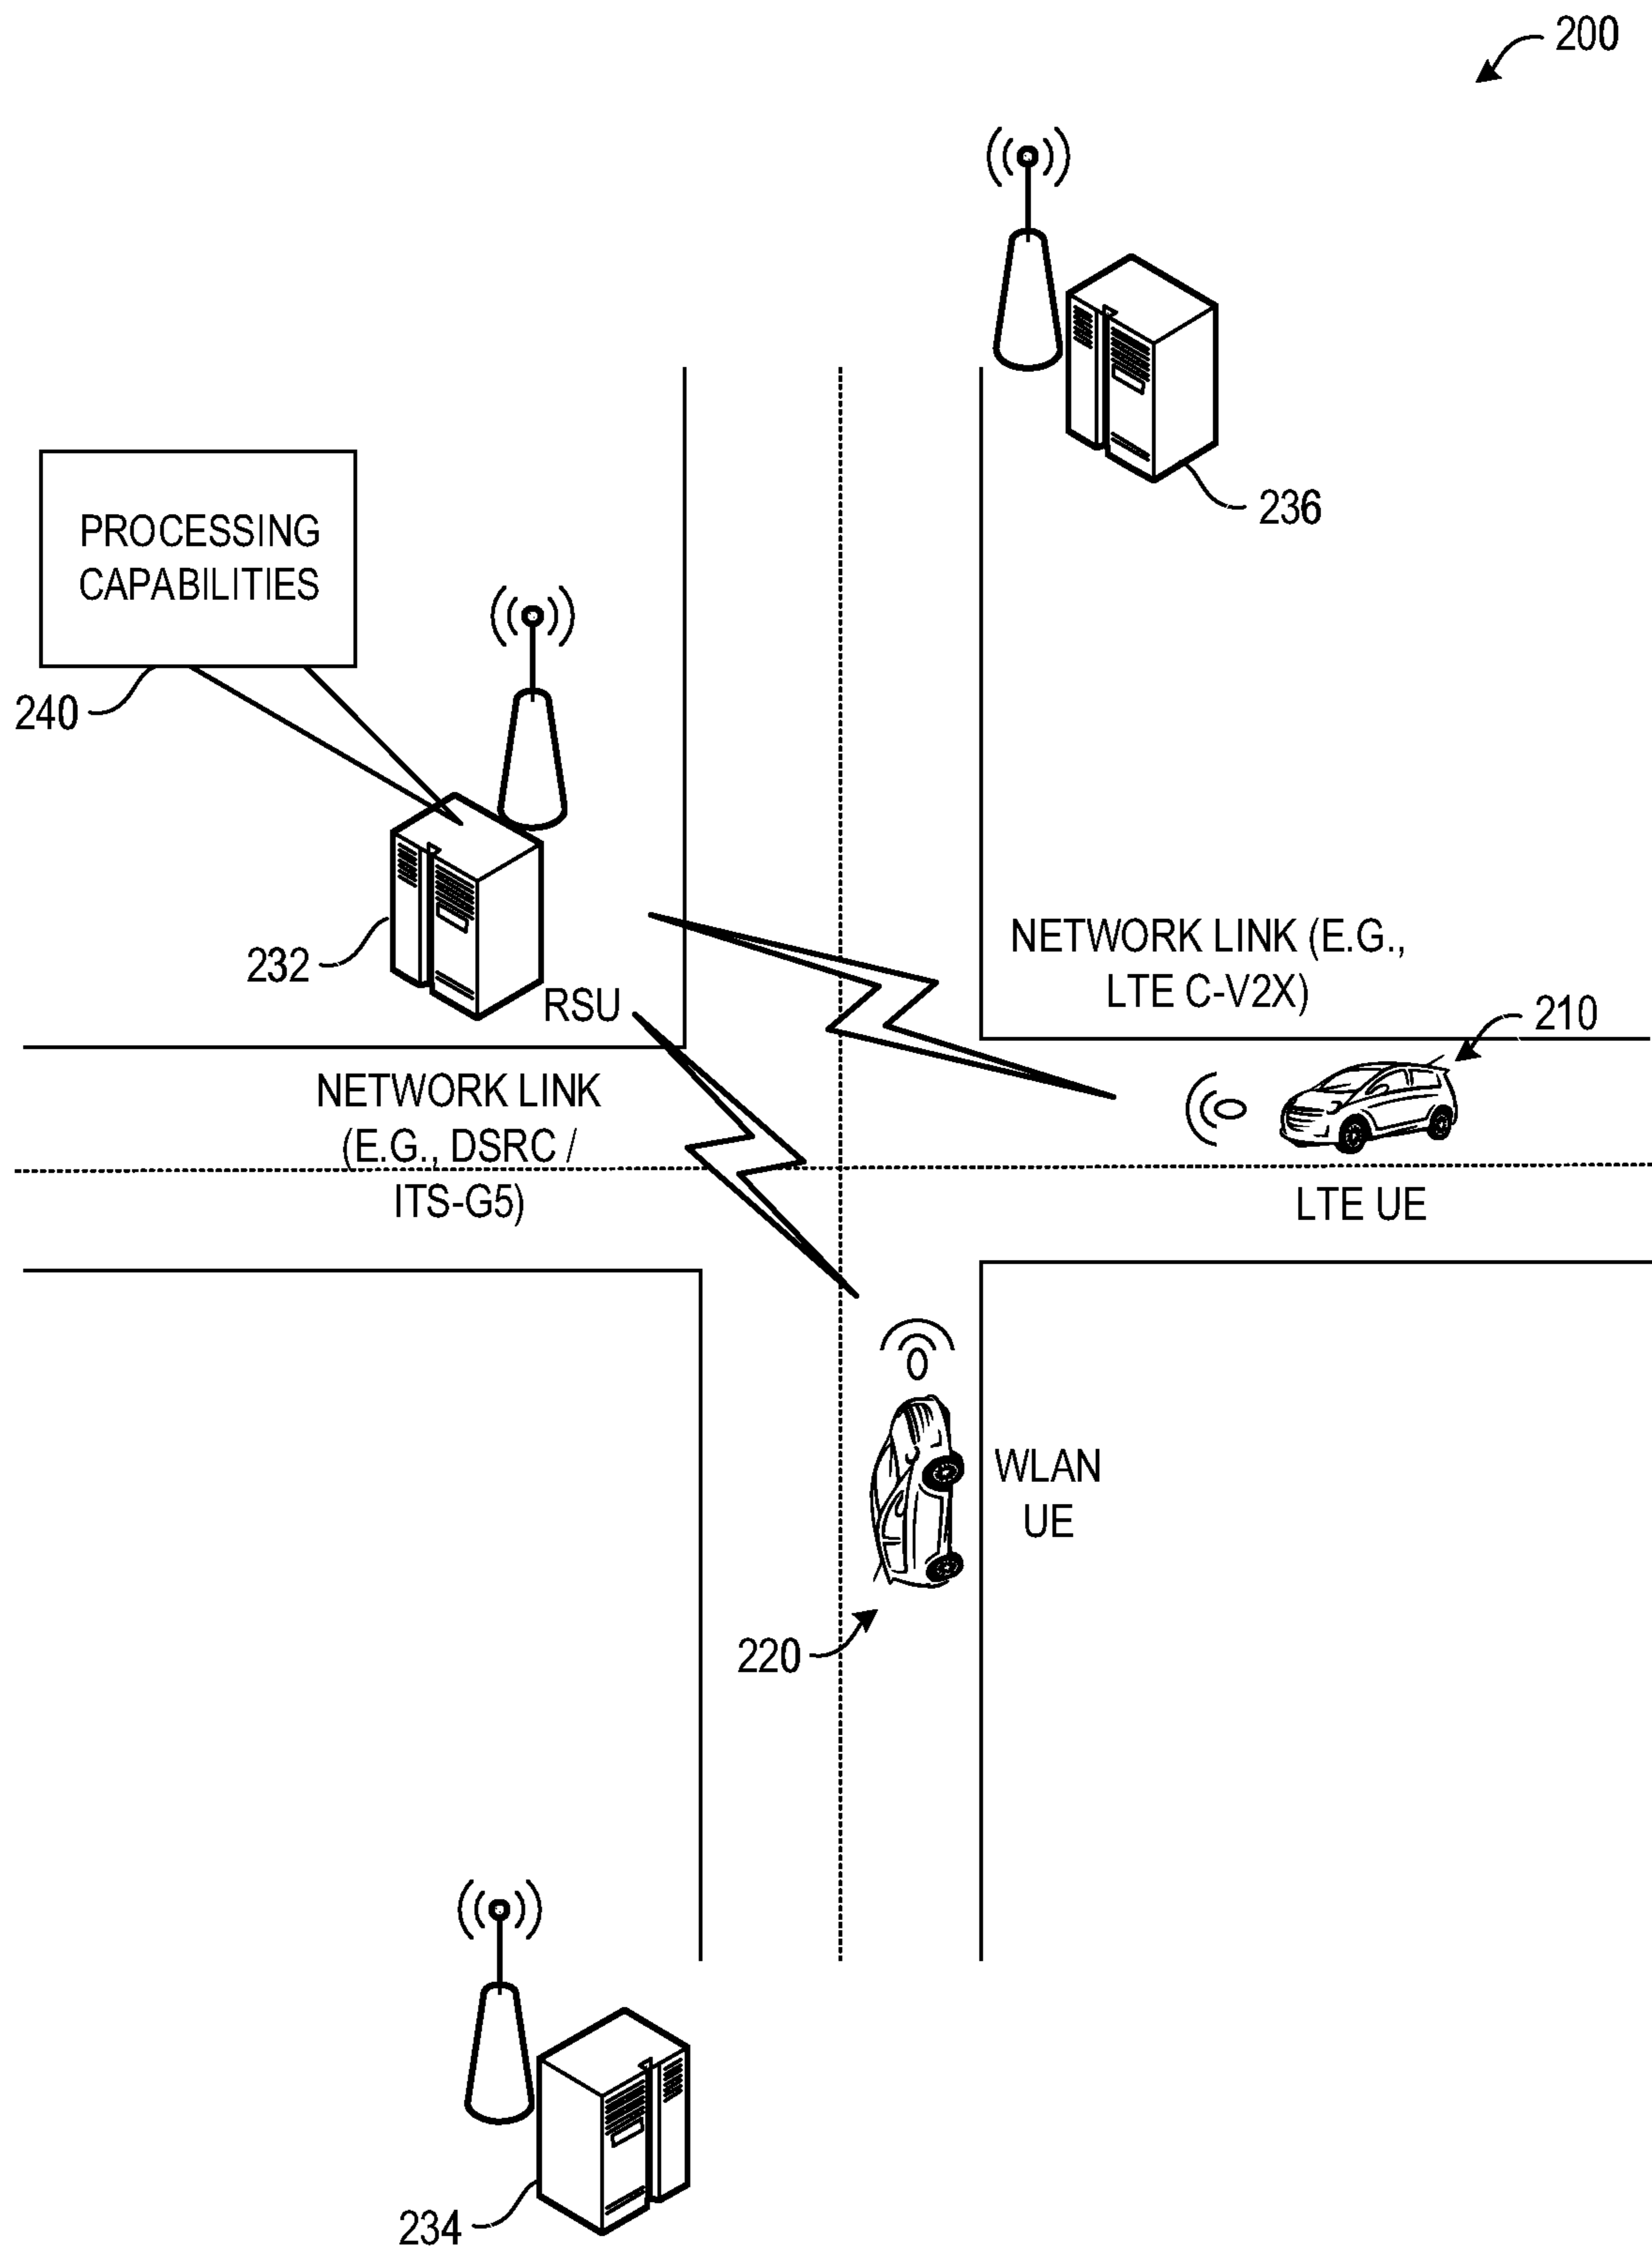 200
236
PROCESSING
CAPABILITIES
240
232
RSU
NETWORK LINK (E.G.,
LTE C-V2X)
210
NETWORK LINK
(E.G., DSRC /
ITS-G5)
LTE UE
WLAN
UE
220
234